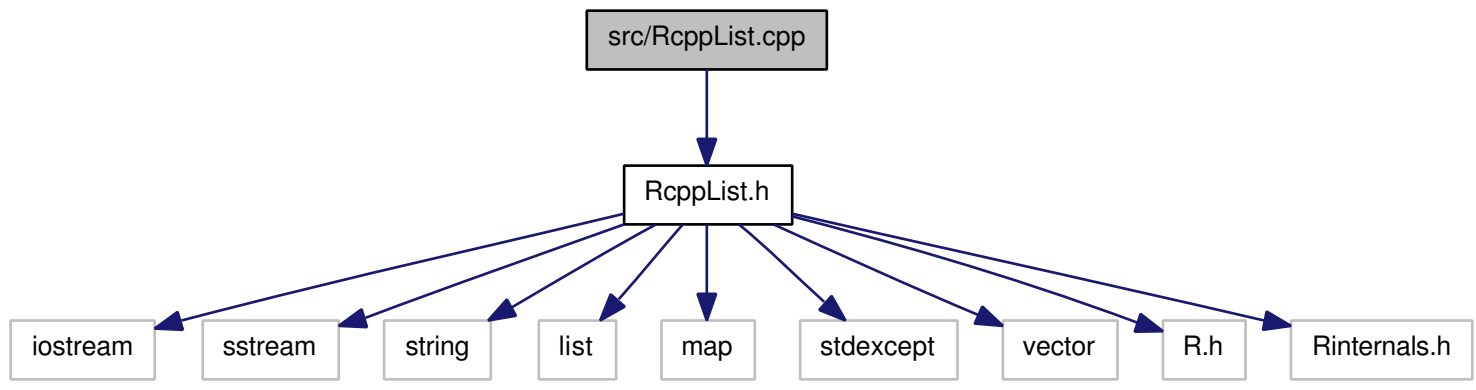 src/RcppList.cpp
RcppList.h
iostream
sstream
string
list
map
stdexcept
vector
R.h
Rinternals.h